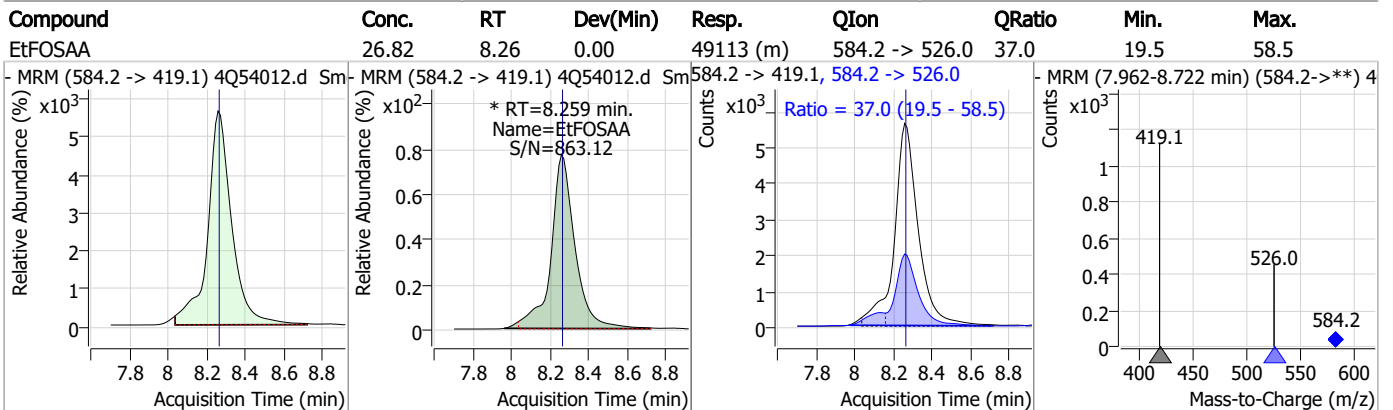 Compound Conc. RT Dev(Min) Resp. QIon QRatio Min. Max.
EtFOSAA 26.82 8.26 0.00 49113 (m) 584.2 -> 526.0 37.0 19.5 58.5
- MRM (584.2 -> 419.1) 4Q54012.d Sm
Relative Abundance (%)
x10³
5
4
3
2
1
0
7.8 8 8.2 8.4 8.6 8.8
Acquisition Time (min)
- MRM (584.2 -> 419.1) 4Q54012.d Sm
Relative Abundance (%)
x10²
* RT=8.259 min.
Name=EtFOSAA
S/N=863.12
0.8
0.6
0.4
0.2
0
7.8 8 8.2 8.4 8.6 8.8
Acquisition Time (min)
584.2 -> 419.1, 584.2 -> 526.0
Counts
x10³
Ratio = 37.0 (19.5 - 58.5)
5
4
3
2
1
0
7.8 8 8.2 8.4 8.6 8.8
Acquisition Time (min)
- MRM (7.962-8.722 min) (584.2->**) 4
Counts
x10³
419.1
1
0.8
0.6
526.0
0.4
0.2
584.2
0
400 450 500 550 600
Mass-to-Charge (m/z)